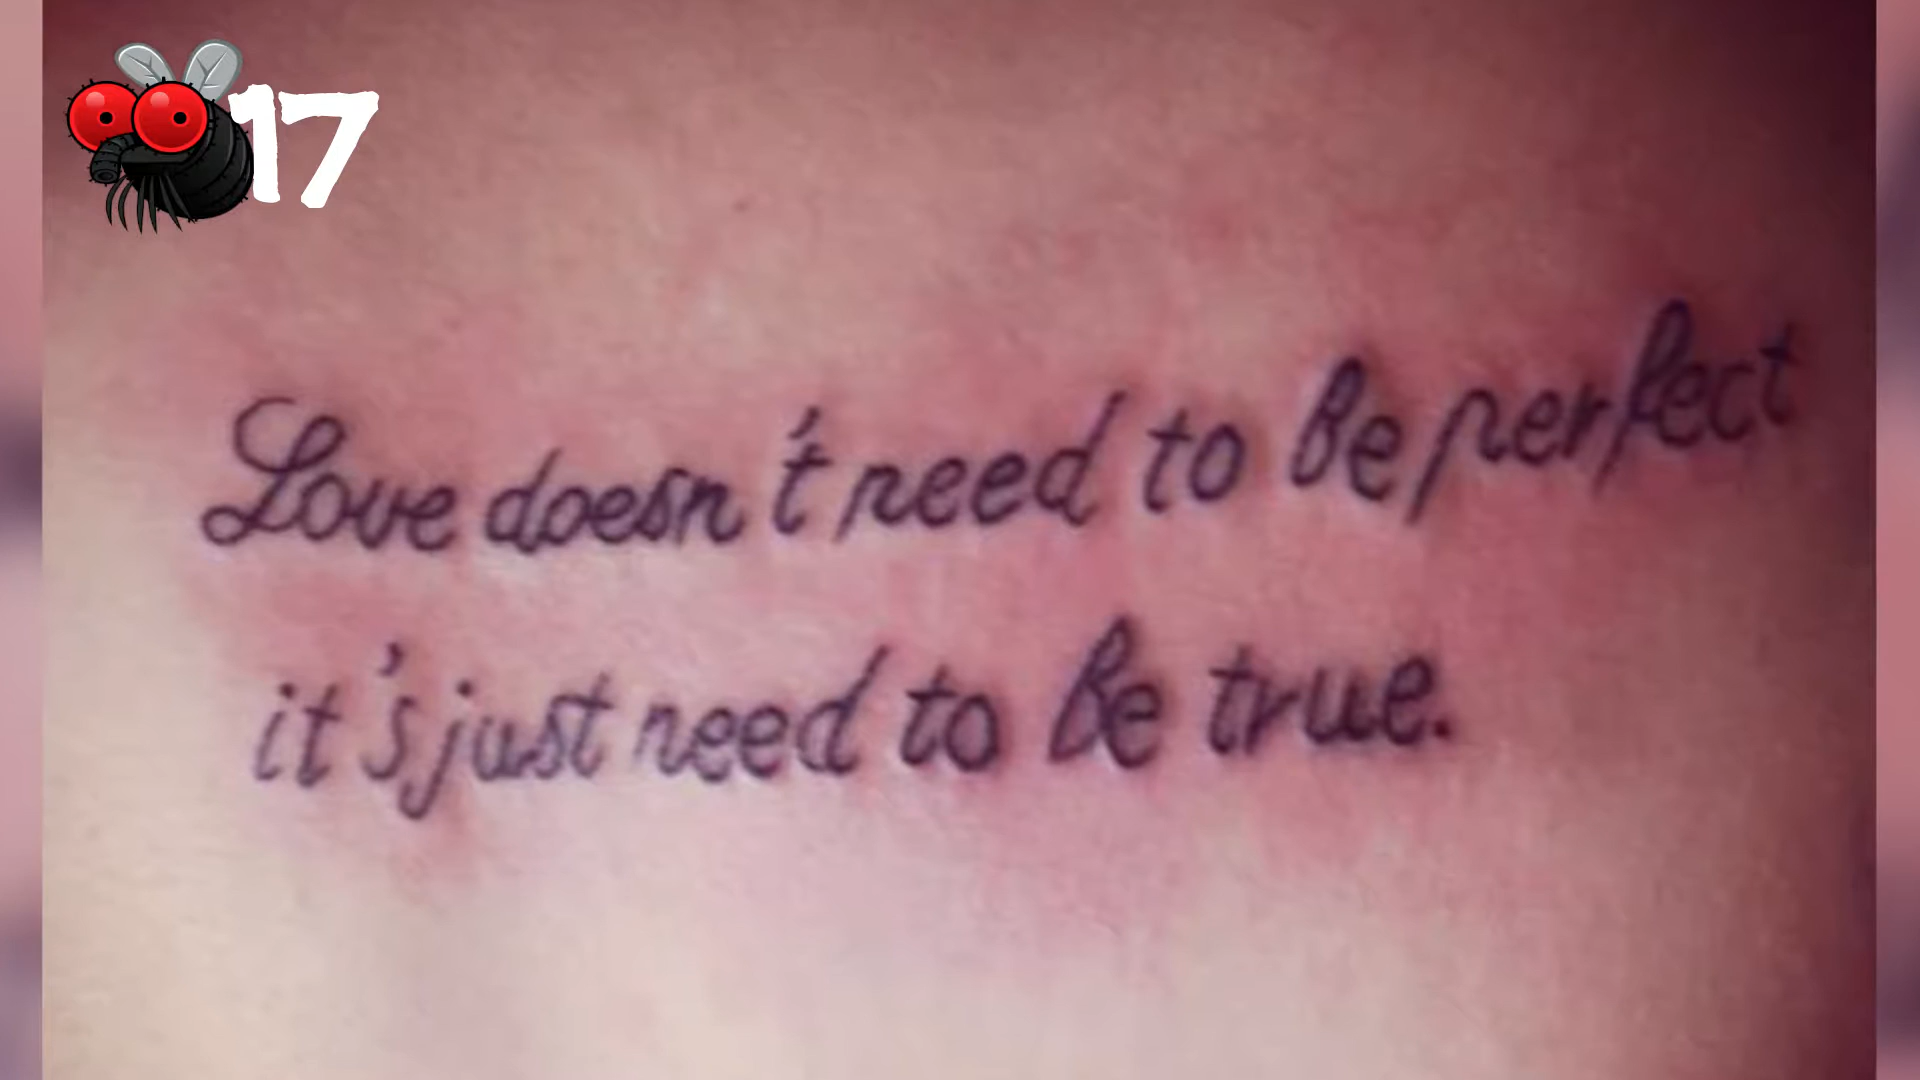 17
Love doesn't need to be perfect
it's just need to be true.